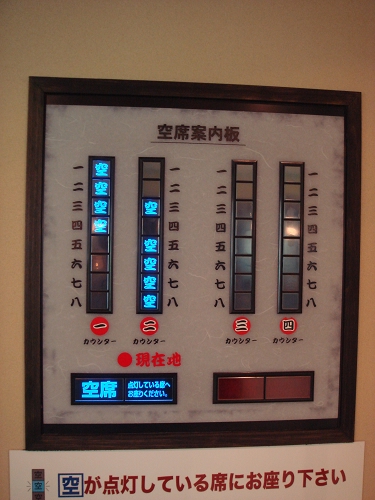 空席案内板
一 空 一 一 一
二 空 二 二 二
三 空 空 三 三 三
四 空 四 四 四
五 空 五 五 五
六 空 六 六 六
七 空 七 七 七
八 空 八 八 八
一 二 三 四
カウンター カウンター カウンター カウンター
現在地
空席
点灯している席へ
お座りください。
空が点灯している席にお座り下さい